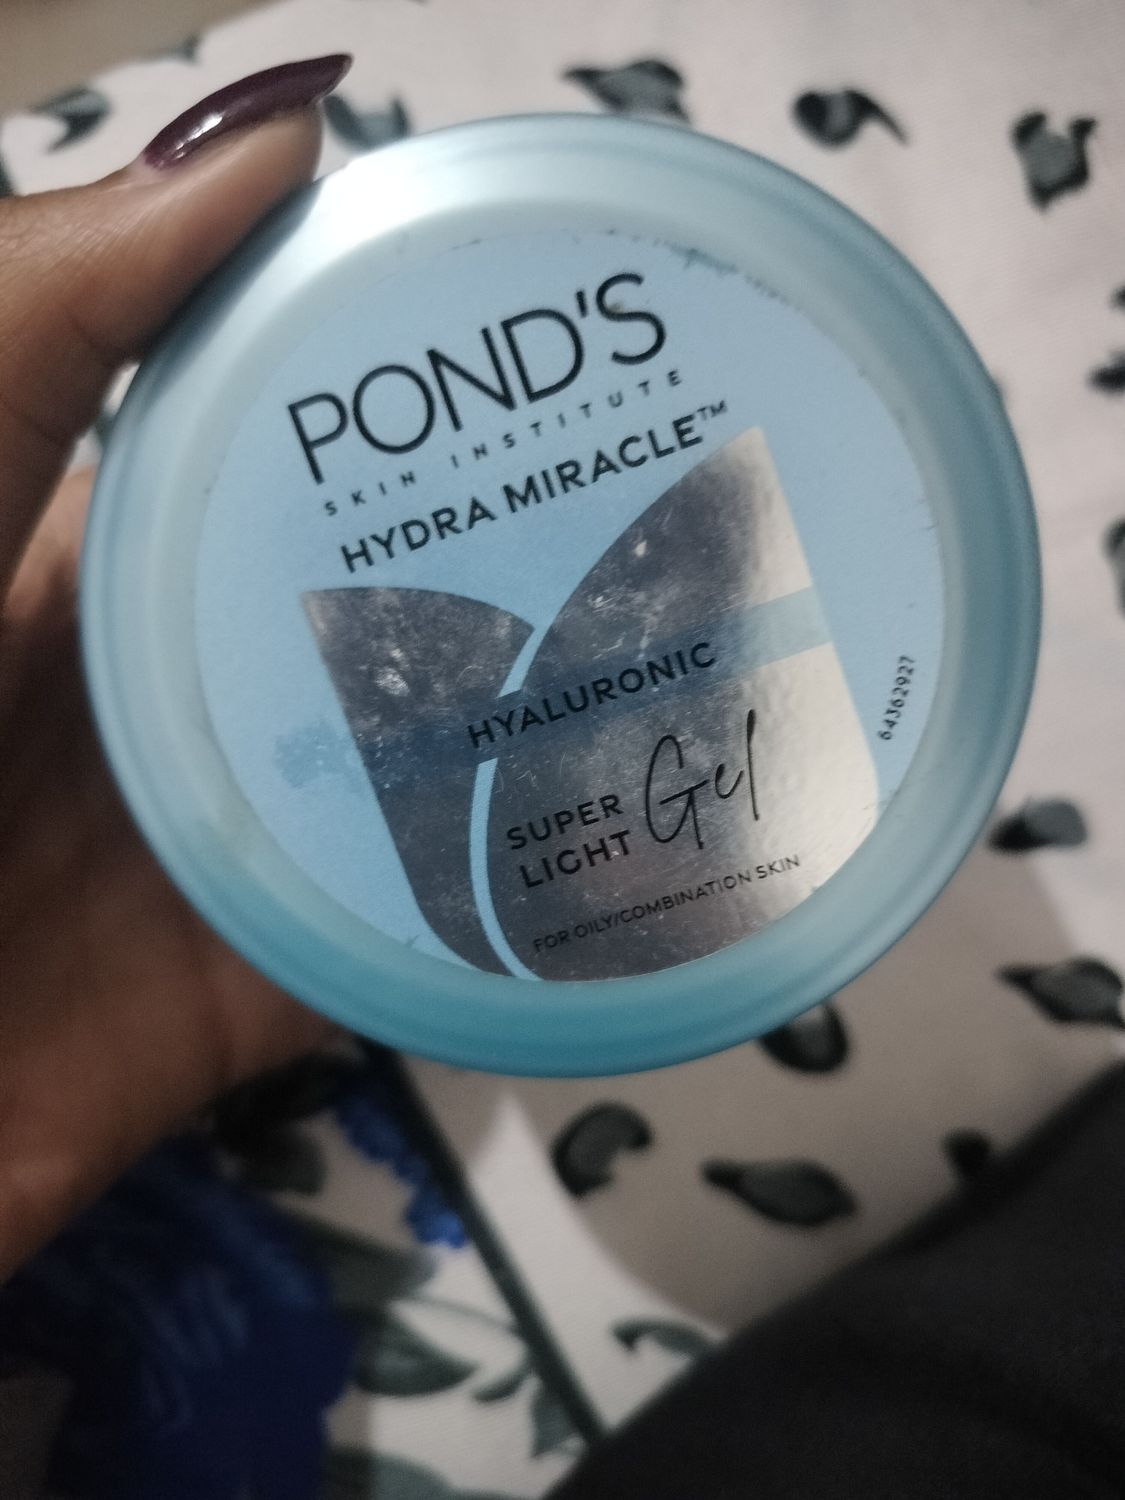 POND'S
SKIN INSTITUTE
HYDRA MIRACLE™
HYALURONIC
SUPER
LIGHT Gel
FOR OILY/COMBINATION SKIN
64362927